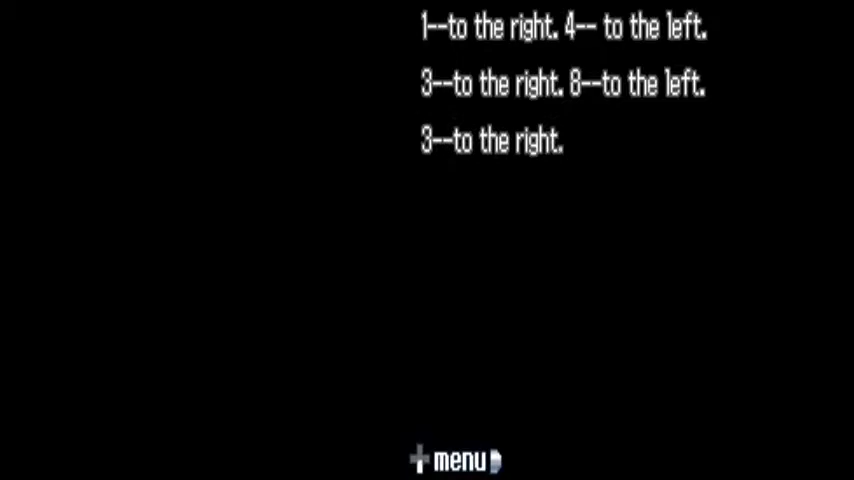 1--to the right. 4-- to the left.
3--to the right. 8--to the left.
3--to the right.
menu